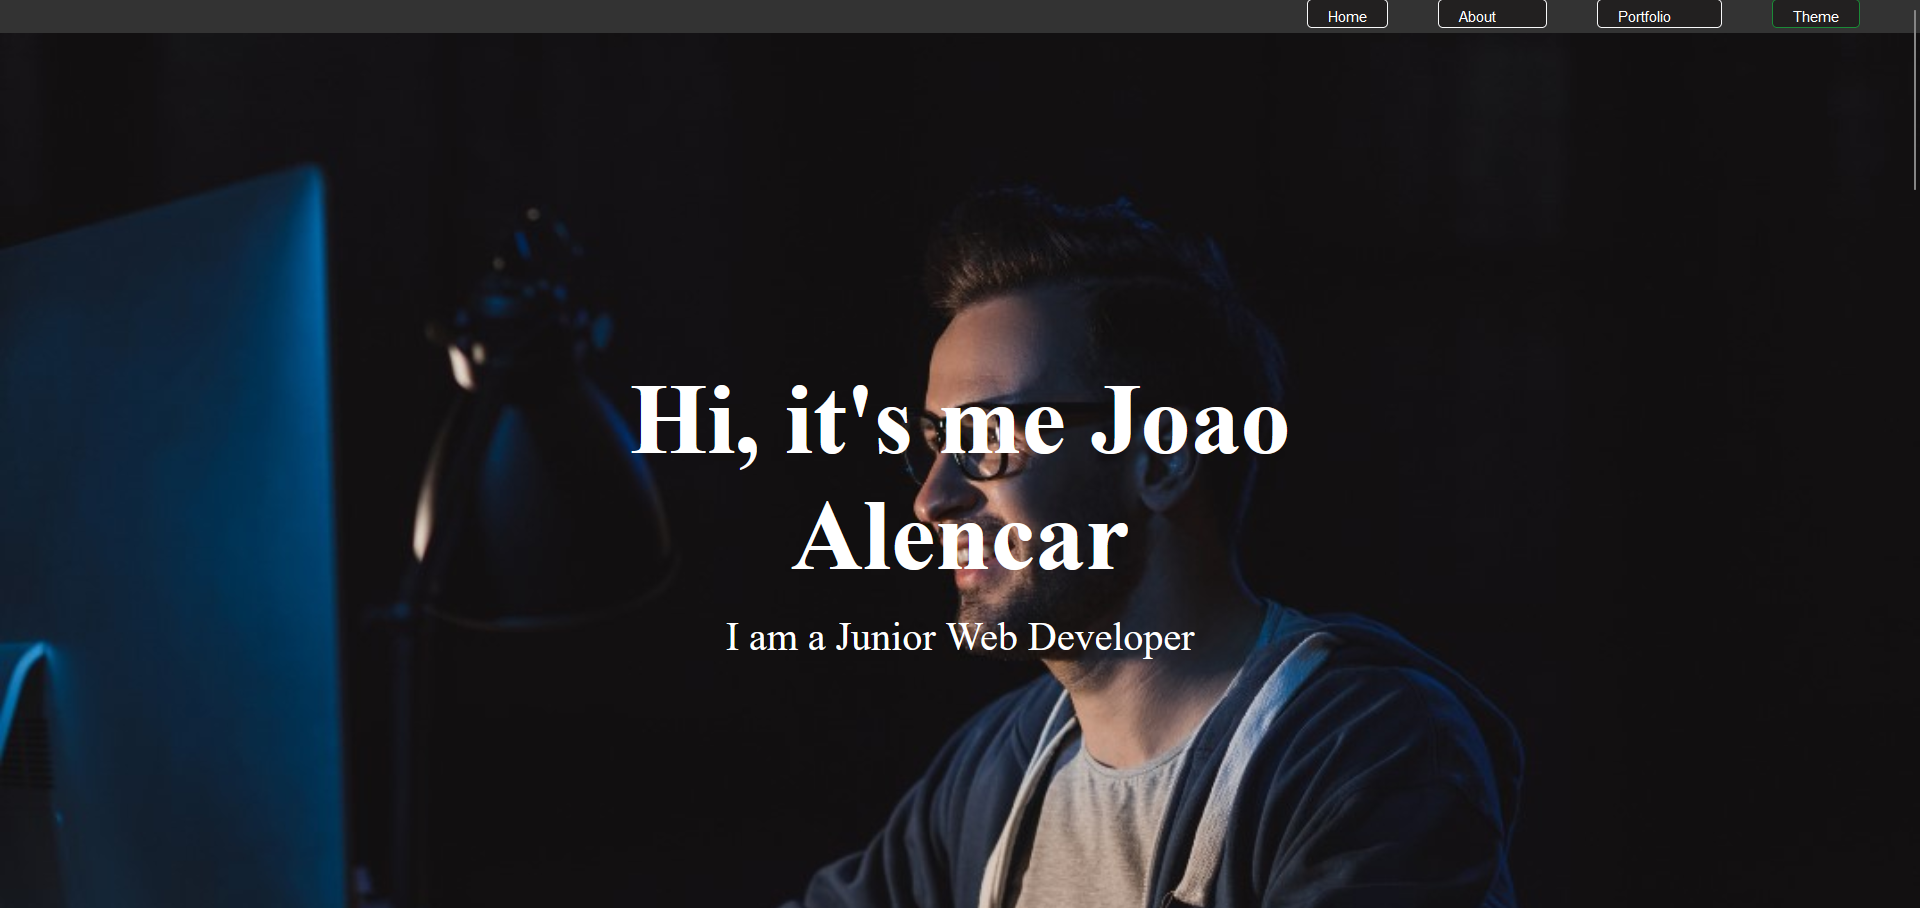 Home
About
Portfolio
Theme
Hi, it's me Joao
Alencar
I am a Junior Web Developer